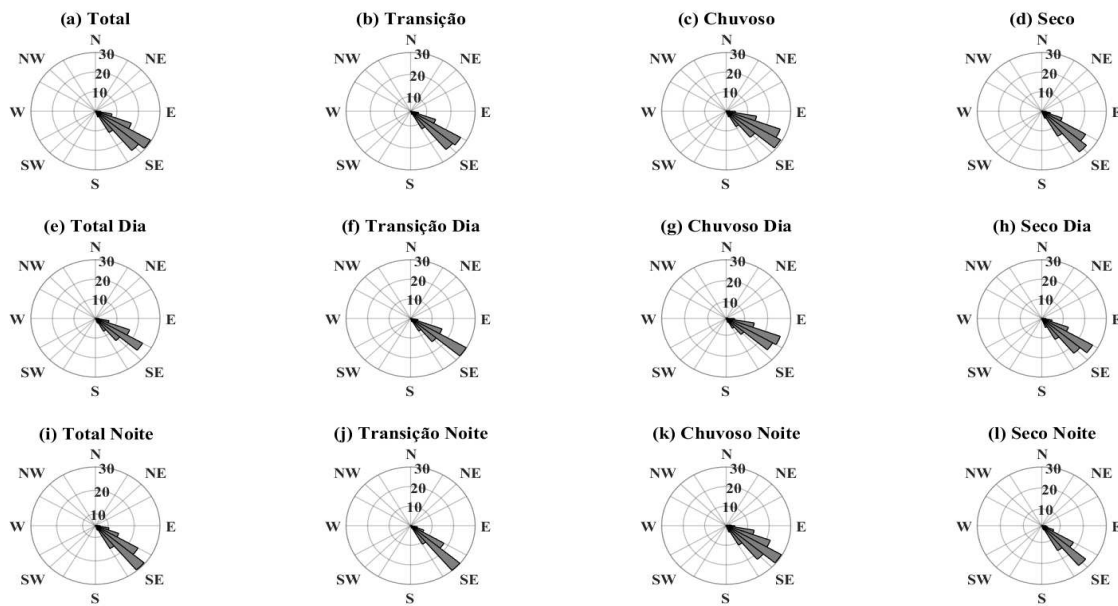 (a) Total (b) Transição (c) Chuvoso (d) Seco
N N N N
NW 30 NE NW 30 NE NW 30 NE NW 30 NE
20 20 20 20
10 10 10 10
W E W E W E W E
SW SE SW SE SW SE SW SE
S S S S
(e) Total Dia (f) Transição Dia (g) Chuvoso Dia (h) Seco Dia
N N N N
NW 30 NE NW 30 NE NW 30 NE NW 30 NE
20 20 20 20
10 10 10 10
W E W E W E W E
SW SE SW SE SW SE SW SE
S S S S
(i) Total Noite (j) Transição Noite (k) Chuvoso Noite (l) Seco Noite
N N N N
NW 30 NE NW 30 NE NW 30 NE NW 30 NE
20 20 20 20
10 10 10 10
W E W E W E W E
SW SE SW SE SW SE SW SE
S S S S